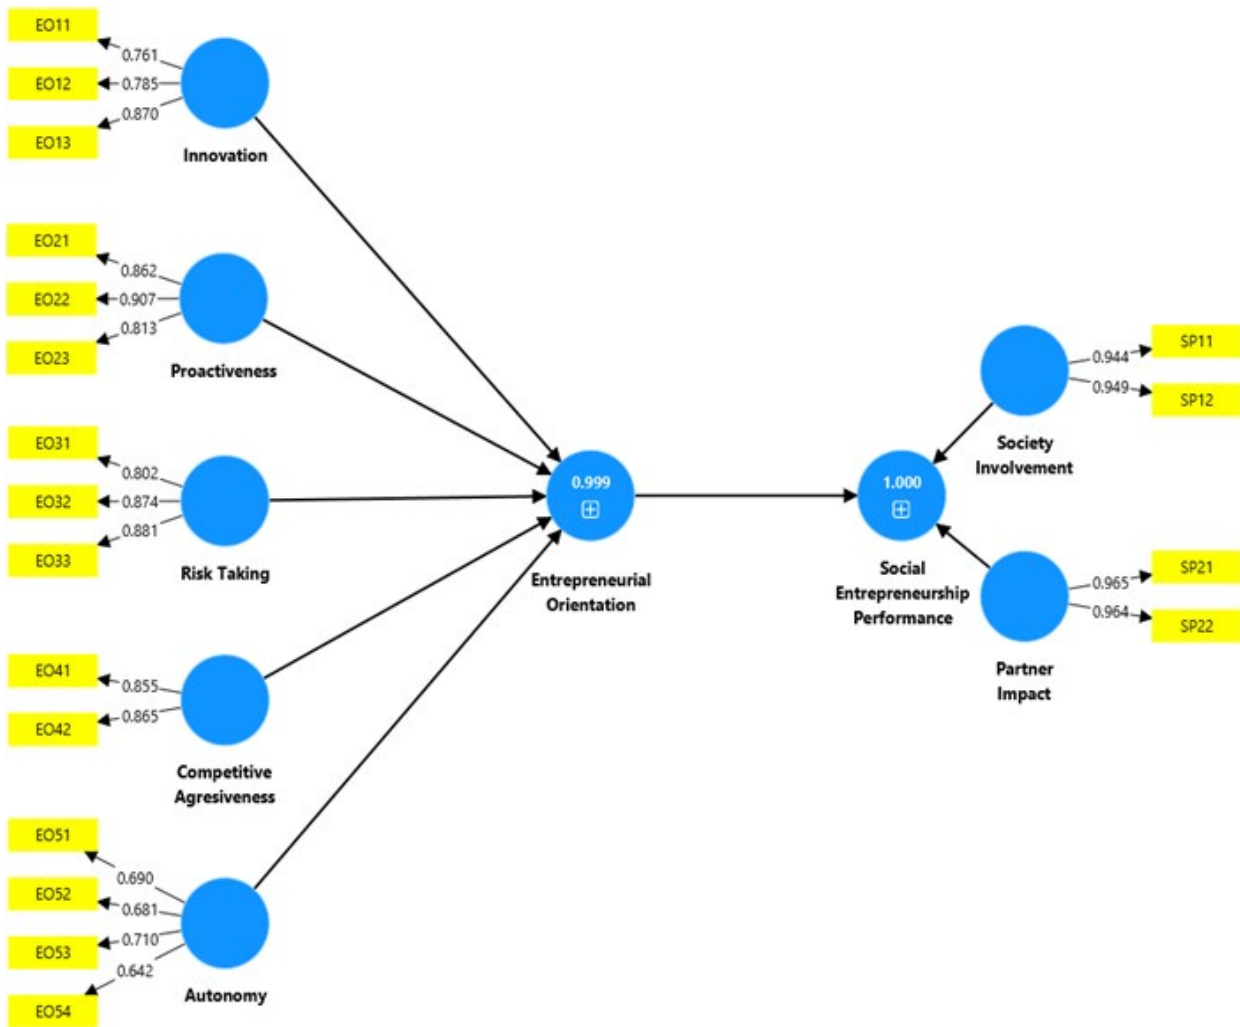 EO11
0.761
EO12
0.785
0.870
EO13
Innovation
EO21
0.862
EO22
0.907
0.813
EO23
Proactiveness
EO31
0.802
EO32
0.874
0.881
EO33
Risk Taking
EO41
0.855
0.865
EO42
Competitive
Agresiveness
EO51
0.690
EO52
0.681
0.710
EO53
0.642
EO54
Autonomy
0.999
Entrepreneurial
Orientation
1.000
Social
Entrepreneurship
Performance
SP11
0.944
0.949
SP12
Society
Involvement
SP21
0.965
0.964
SP22
Partner
Impact